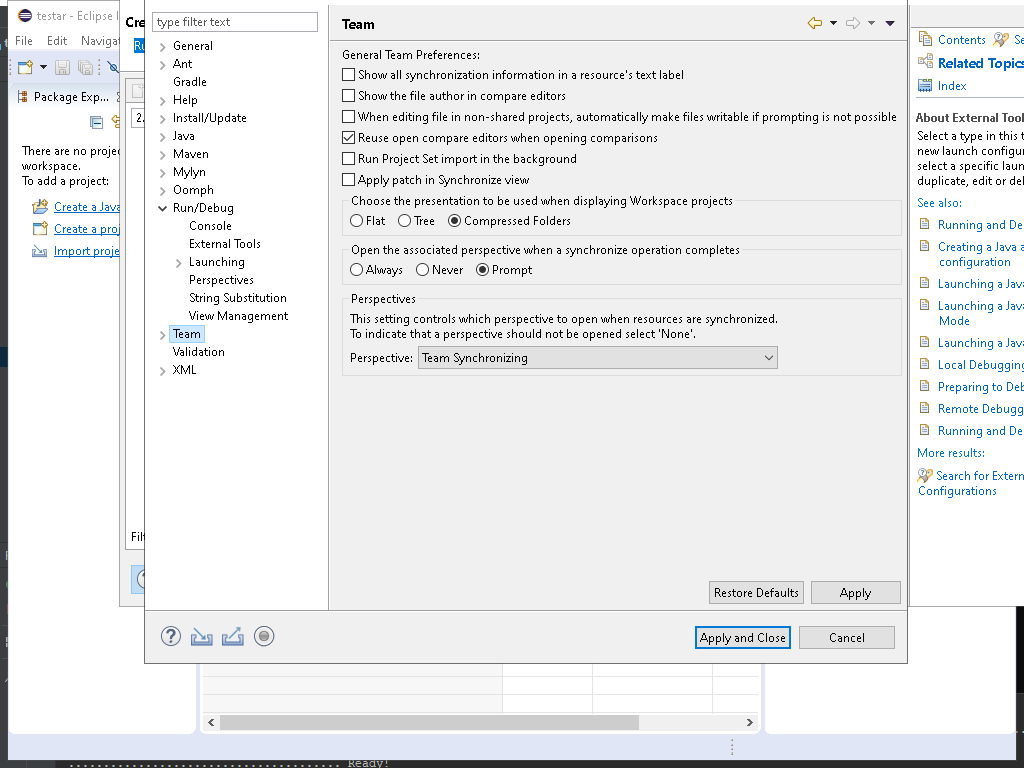 testar - Eclipse
File Edit Navigat
Package Exp...
There are no proje
workspace.
To add a project:
Create a Java
Create a proj
Import proje
Cre
Ru
2.
Filt
type filter text
General
Ant
Gradle
Help
Install/Update
Java
Maven
Mylyn
Oomph
Run/Debug
Console
External Tools
Launching
Perspectives
String Substitution
View Management
Team
Validation
XML
Team
General Team Preferences:
Show all synchronization information in a resource's text label
Show the file author in compare editors
When editing file in non-shared projects, automatically make files writable if prompting is not possible
Reuse open compare editors when opening comparisons
Run Project Set import in the background
Apply patch in Synchronize view
Choose the presentation to be used when displaying Workspace projects
Flat Tree Compressed Folders
Open the associated perspective when a synchronize operation completes
Always Never Prompt
Perspectives
This setting controls which perspective to open when resources are synchronized.
To indicate that a perspective should not be opened select 'None'.
Perspective: Team Synchronizing
Restore Defaults Apply
Apply and Close Cancel
Contents Se
Related Topics
Index
About External Tool
Select a type in this t
new launch configur
select a specific laun
duplicate, edit or del
See also:
Running and De
Creating a Java a
configuration
Launching a Java
Launching a Java
Mode
Launching a Java
Local Debugging
Preparing to Deb
Remote Debugg
Running and De
More results:
Search for Extern
Configurations
Ready!